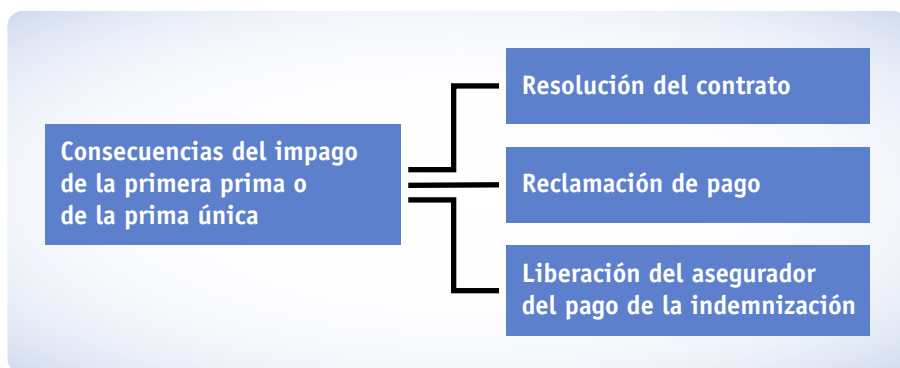 Consecuencias del impago
de la primera prima o
de la prima única
Resolución del contrato
Reclamación de pago
Liberación del asegurador
del pago de la indemnización